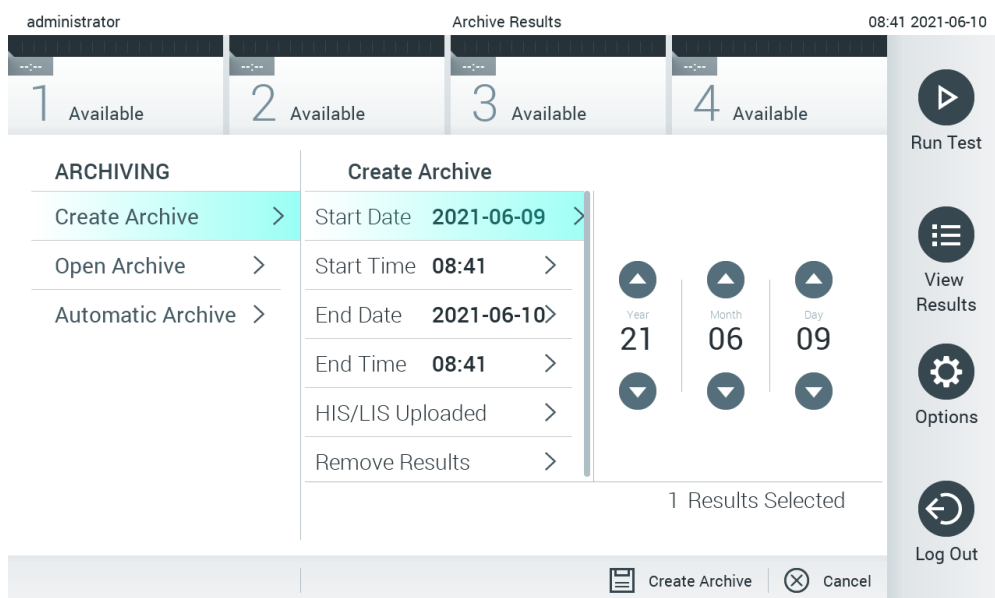 administrator
Archive Results
08:41 2021-06-10
--:--
1 Available
--:--
2 Available
--:--
3 Available
--:--
4 Available
Run Test
View
Results
Options
Log Out
ARCHIVING
Create Archive
Open Archive
Automatic Archive
Create Archive
Start Date 2021-06-09
Start Time 08:41
End Date 2021-06-10
End Time 08:41
HIS/LIS Uploaded
Remove Results
Year Month Day
21 06 09
1 Results Selected
Create Archive
Cancel